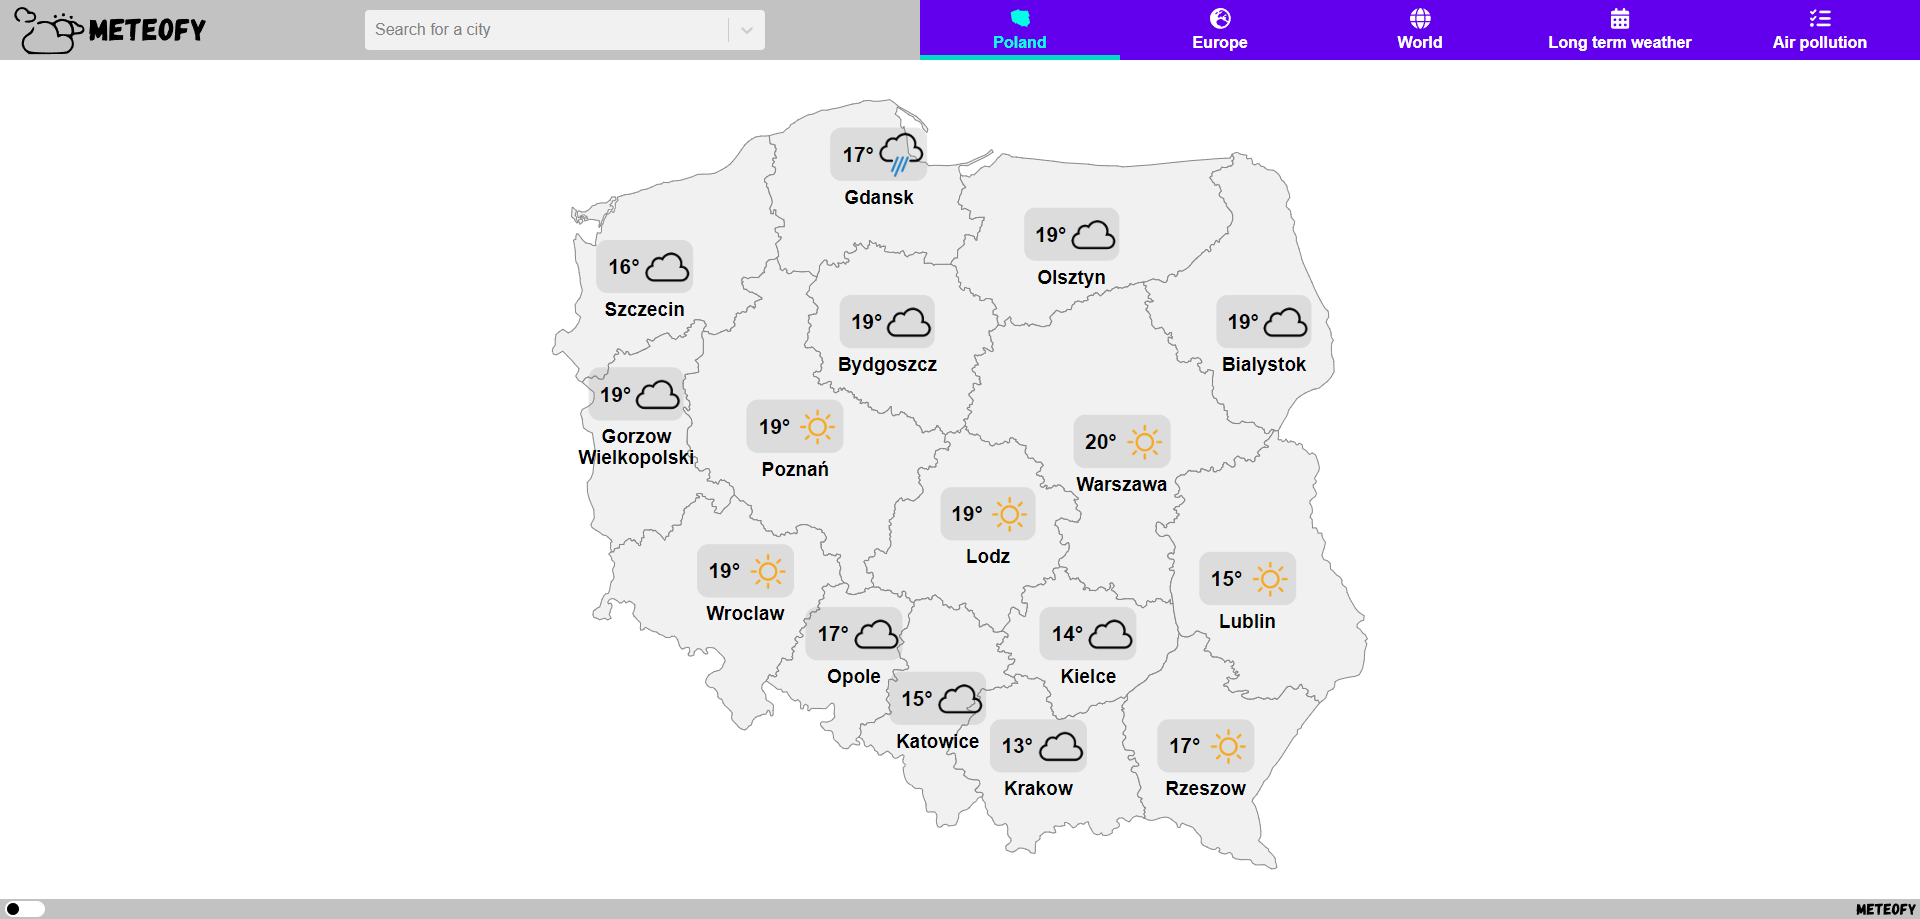 METEOFY
Search for a city
Poland
Europe
World
Long term weather
Air pollution
17°
Gdansk
19°
Olsztyn
16°
Szczecin
19°
Bydgoszcz
19°
Bialystok
19°
Gorzow
Wielkopolski
19°
Poznań
20°
Warszawa
19°
Lodz
19°
Wroclaw
15°
Lublin
17°
Opole
14°
Kielce
15°
Katowice
13°
Krakow
17°
Rzeszow
METEOFY